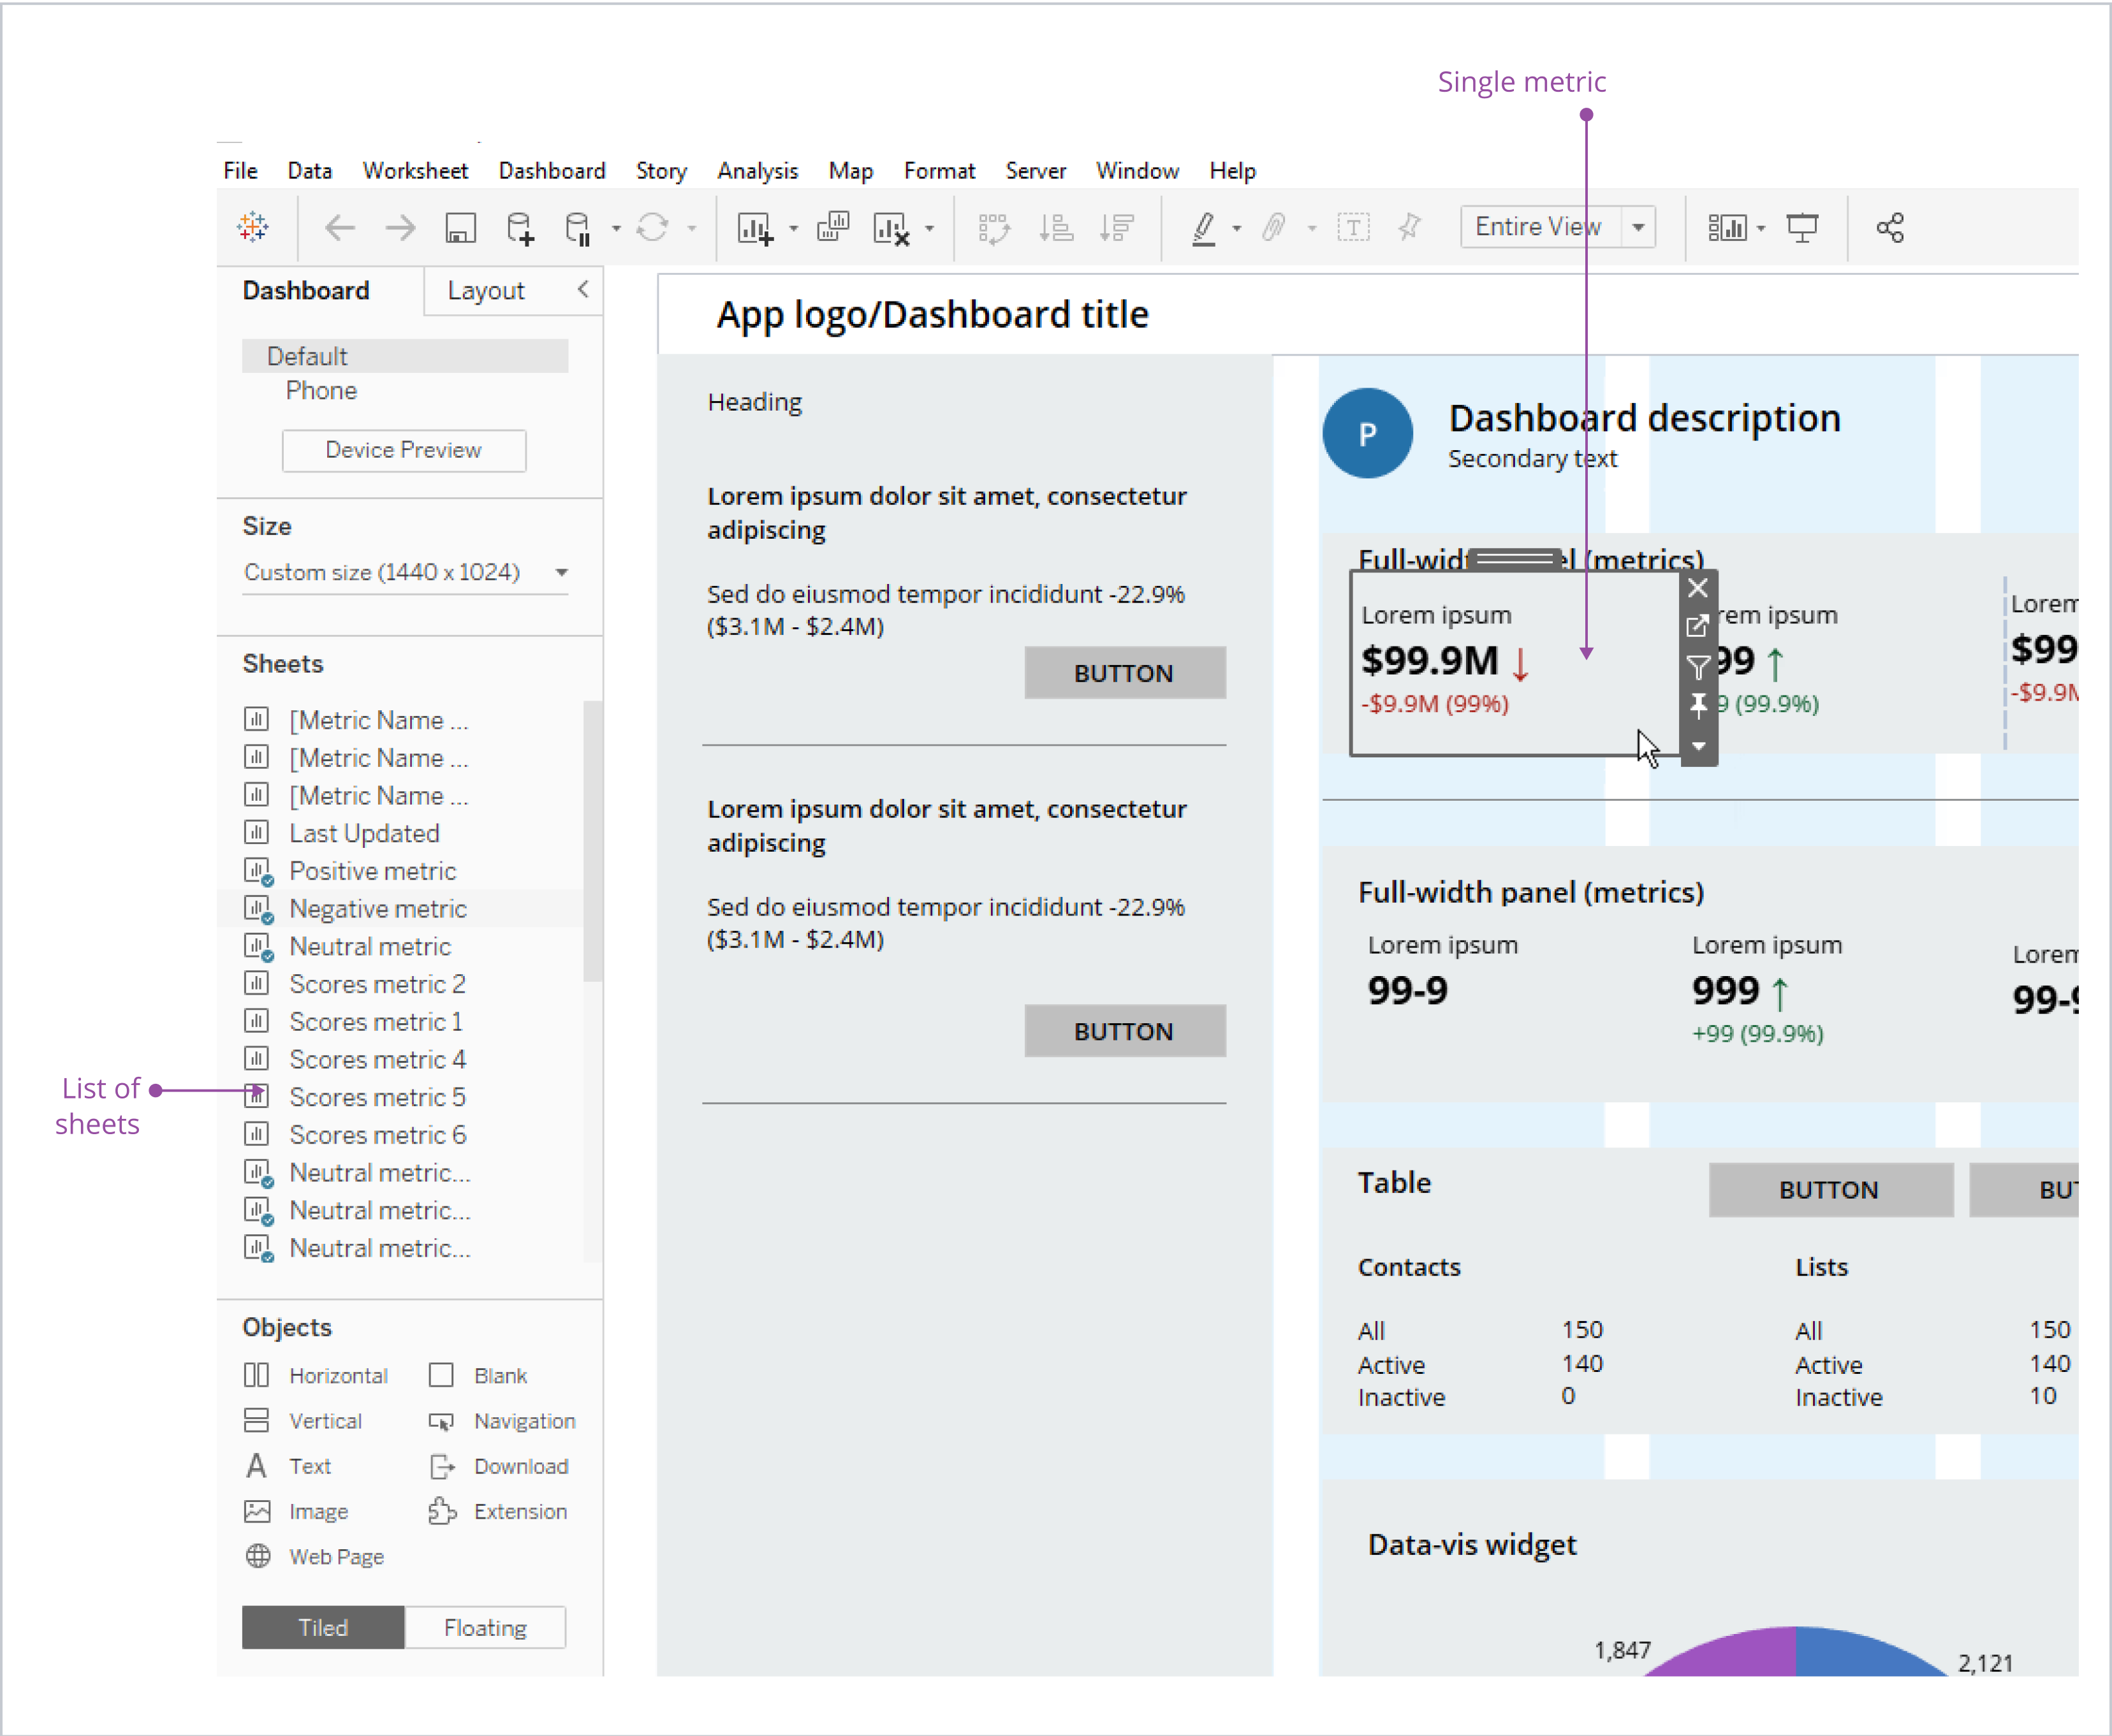 Single metric
File Data Worksheet Dashboard Story Analysis Map Format Server Window Help
Entire View
Dashboard Layout
Default
Phone
Device Preview
Size
Custom size (1440 x 1024)
Sheets
[Metric Name ...
[Metric Name ...
[Metric Name ...
Last Updated
Positive metric
Negative metric
Neutral metric
Scores metric 2
Scores metric 1
Scores metric 4
Scores metric 5
Scores metric 6
Neutral metric...
Neutral metric...
Neutral metric...
List of
sheets
Objects
Horizontal Blank
Vertical Navigation
Text Download
Image Extension
Web Page
Tiled Floating
App logo/Dashboard title
Heading
Lorem ipsum dolor sit amet, consectetur
adipiscing
Sed do eiusmod tempor incididunt -22.9%
($3.1M - $2.4M)
BUTTON
Lorem ipsum dolor sit amet, consectetur
adipiscing
Sed do eiusmod tempor incididunt -22.9%
($3.1M - $2.4M)
BUTTON
P
Dashboard description
Secondary text
(metrics)
Lorem ipsum ipsum Lorem
$99.9M ↓ 99 ↑ $99
-$9.9M (99%) 9 (99.9%) -$9.9M
Full-width panel (metrics)
Lorem ipsum Lorem ipsum Lorem
99-9 999 ↑ 99-9
+99 (99.9%)
Table BUTTON
Contacts Lists
All 150 All 150
Active 140 Active 140
Inactive 0 Inactive 10
Data-vis widget
1,847 2,121